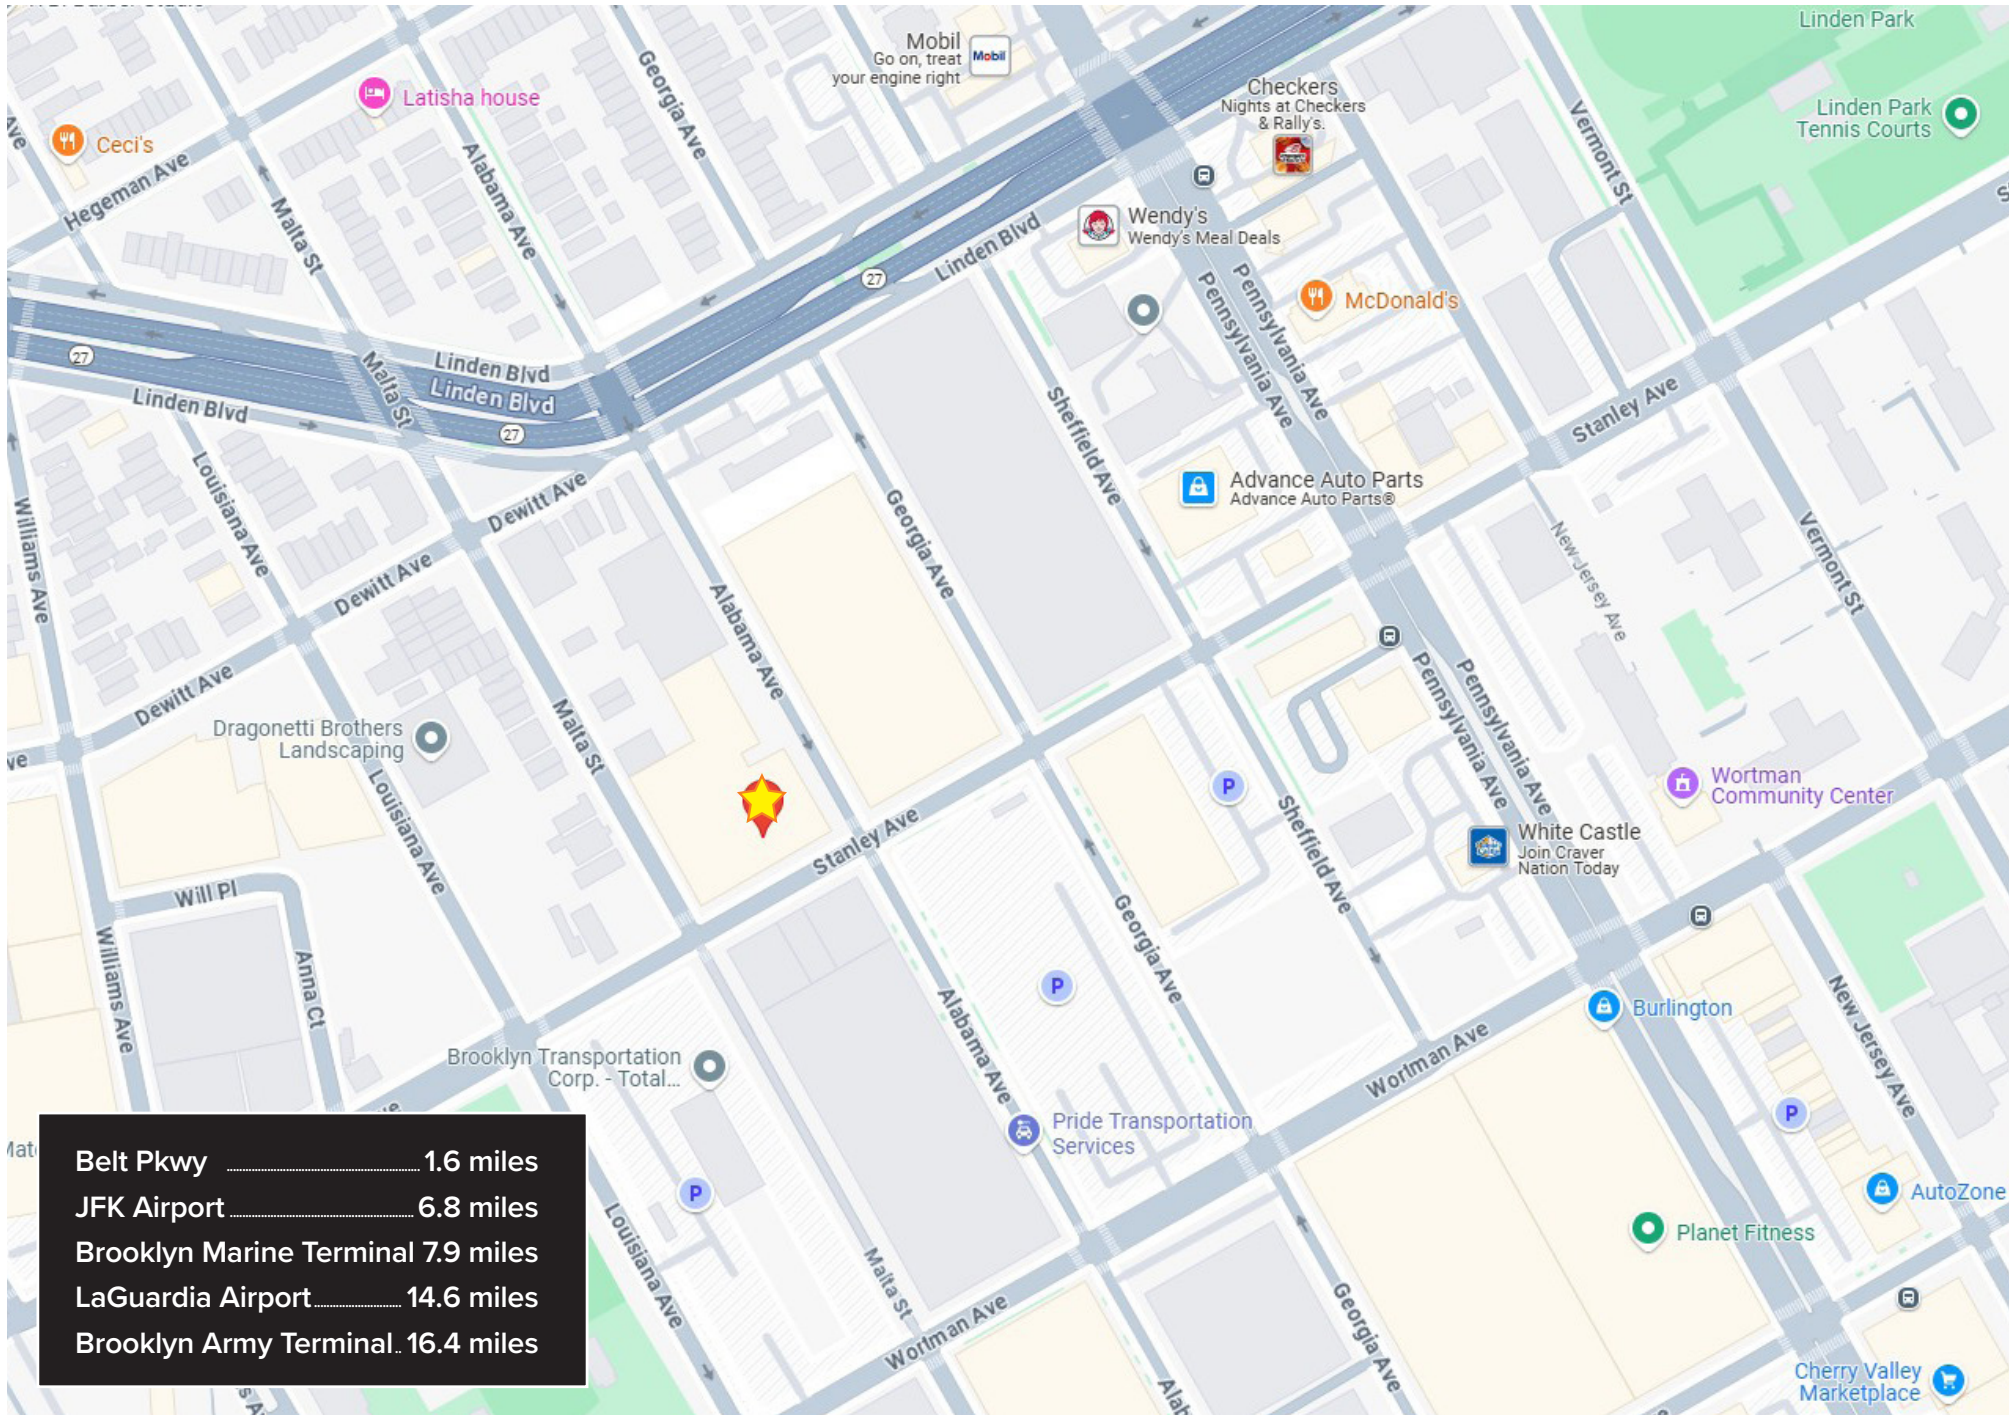 Linden Park
Mobil
Go on, treat
your engine right
Mobil
Georgia Ave
Checkers
Nights at Checkers
& Rally's.
Latisha house
Linden Park
Tennis Courts
Ceci's
Vermont St
Hegeman Ave
Alabama Ave
Malta St
Wendy's
Wendy's Meal Deals
Linden Blvd
27
Pennsylvania Ave
Pennsylvania Ave
McDonald's
27
Linden Blvd
Linden Blvd
Malta St
Linden Blvd
27
Sheffield Ave
Stanley Ave
Louisiana Ave
Dewitt Ave
Advance Auto Parts
Advance Auto Parts®
Williams Ave
Georgia Ave
New Jersey Ave
Vermont St
Dewitt Ave
Alabama Ave
Dewitt Ave
Malta St
Pennsylvania Ave
Pennsylvania Ave
Dragonetti Brothers
Landscaping
Louisiana Ave
P
Wortman
Community Center
Stanley Ave
Sheffield Ave
White Castle
Join Craver
Nation Today
Will Pl
Georgia Ave
Williams Ave
Anna Ct
P
Alabama Ave
Burlington
New Jersey Ave
Brooklyn Transportation
Corp. - Total...
Wortman Ave
Pride Transportation
Services
P
P
AutoZone
Planet Fitness
Louisiana Ave
Malta St
Wortman Ave
Georgia Ave
Cherry Valley
Marketplace
Belt Pkwy 1.6 miles
JFK Airport 6.8 miles
Brooklyn Marine Terminal 7.9 miles
LaGuardia Airport 14.6 miles
Brooklyn Army Terminal.. 16.4 miles